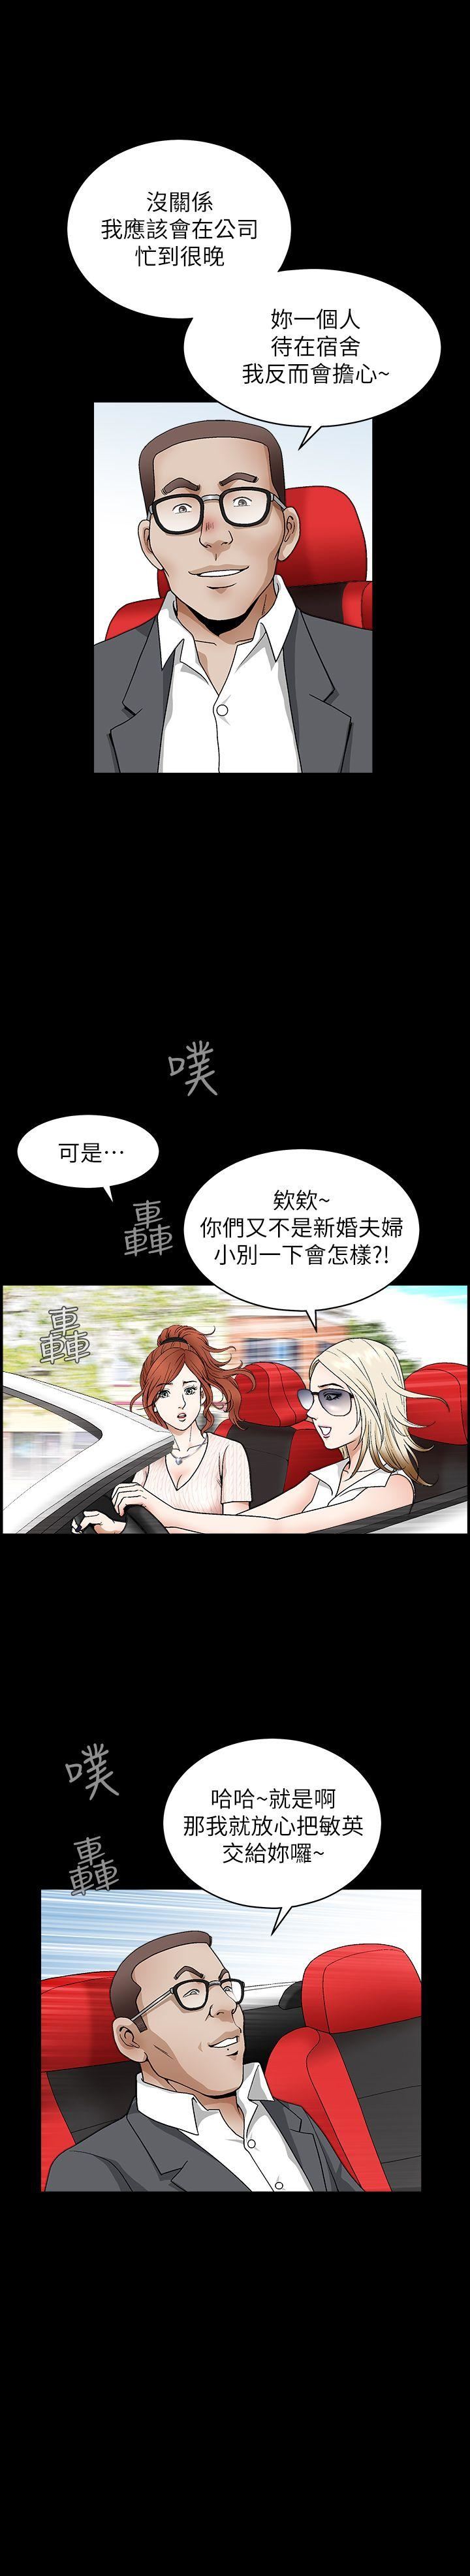 沒關係
我應該會在公司
忙到很晚
妳一個人
待在宿舍
我反而會擔心~
噗
可是⋯
轟
欸欸~
你們又不是新婚夫婦
小別一下會怎樣?!
轟
噗
轟
哈哈~就是啊
那我就放心把敏英
交給妳囉~